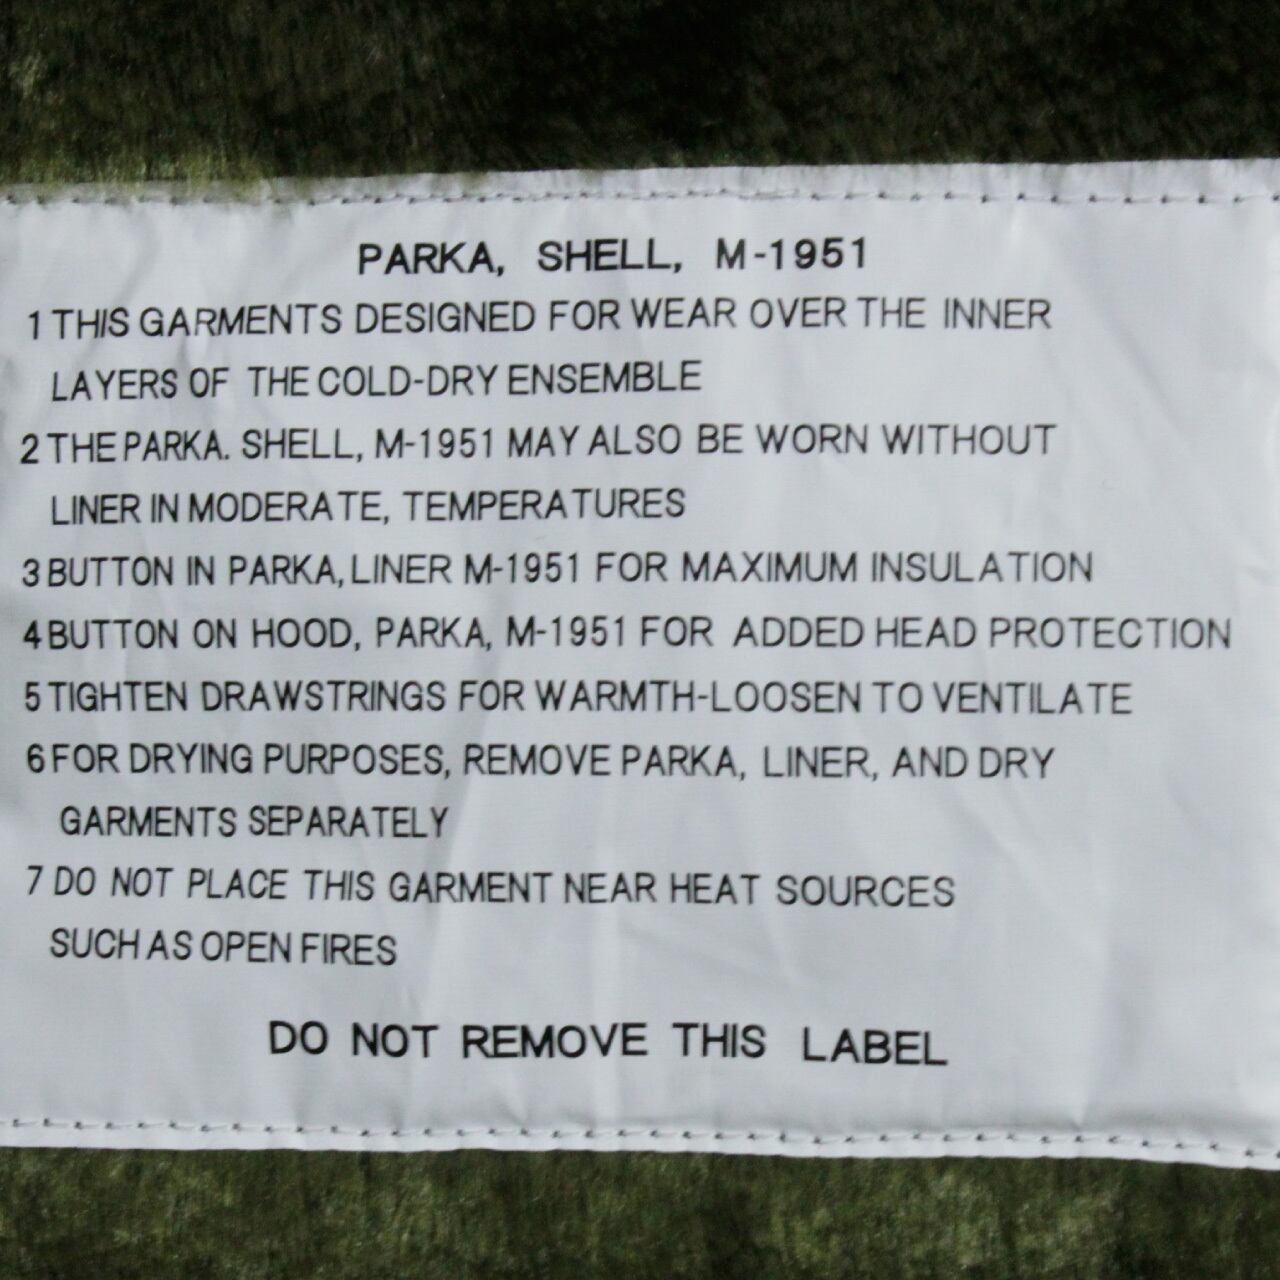 PARKA, SHELL, M-1951
1 THIS GARMENTS DESIGNED FOR WEAR OVER THE INNER
LAYERS OF THE COLD-DRY ENSEMBLE
2 THE PARKA. SHELL, M-1951 MAY ALSO BE WORN WITHOUT
LINER IN MODERATE, TEMPERATURES
3 BUTTON IN PARKA, LINER M-1951 FOR MAXIMUM INSULATION
4 BUTTON ON HOOD, PARKA, M-1951 FOR ADDED HEAD PROTECTION
5 TIGHTEN DRAWSTRINGS FOR WARMTH-LOOSEN TO VENTILATE
6 FOR DRYING PURPOSES, REMOVE PARKA, LINER, AND DRY
GARMENTS SEPARATELY
7 DO NOT PLACE THIS GARMENT NEAR HEAT SOURCES
SUCH AS OPEN FIRES
DO NOT REMOVE THIS LABEL